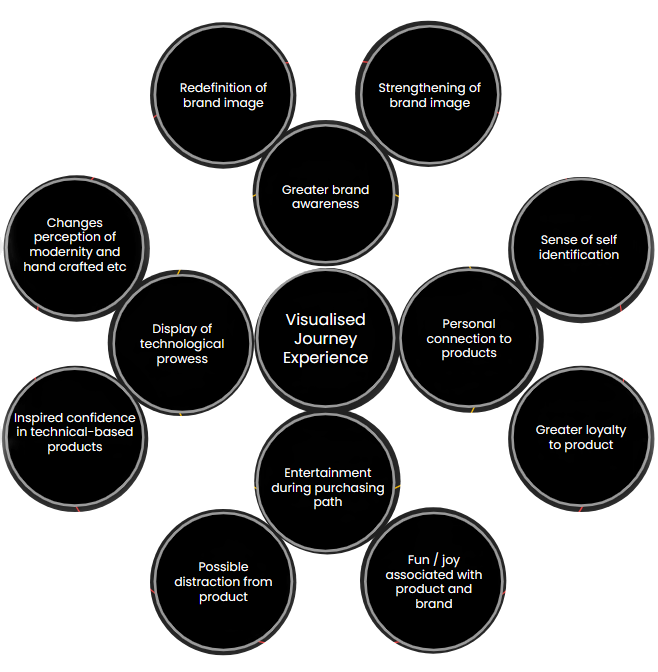 Redefinition of
brand image
Strengthening of
brand image
Greater brand
awareness
Changes
perception of
modernity and
hand crafted etc
Sense of self
identification
Display of
technological
prowess
Visualised
Journey
Experience
Personal
connection to
products
Inspired confidence
in technical-based
products
Greater loyalty
to product
Entertainment
during purchasing
path
Possible
distraction from
product
Fun / joy
associated with
product and
brand